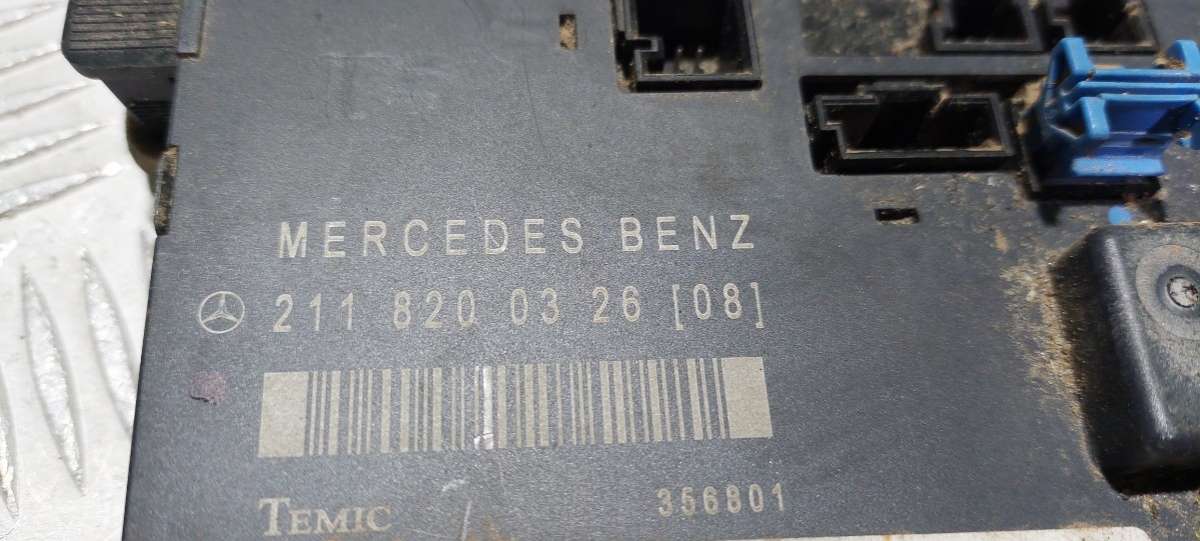 MERCEDES BENZ
211 820 03 26 [08]
TEMIC
356801